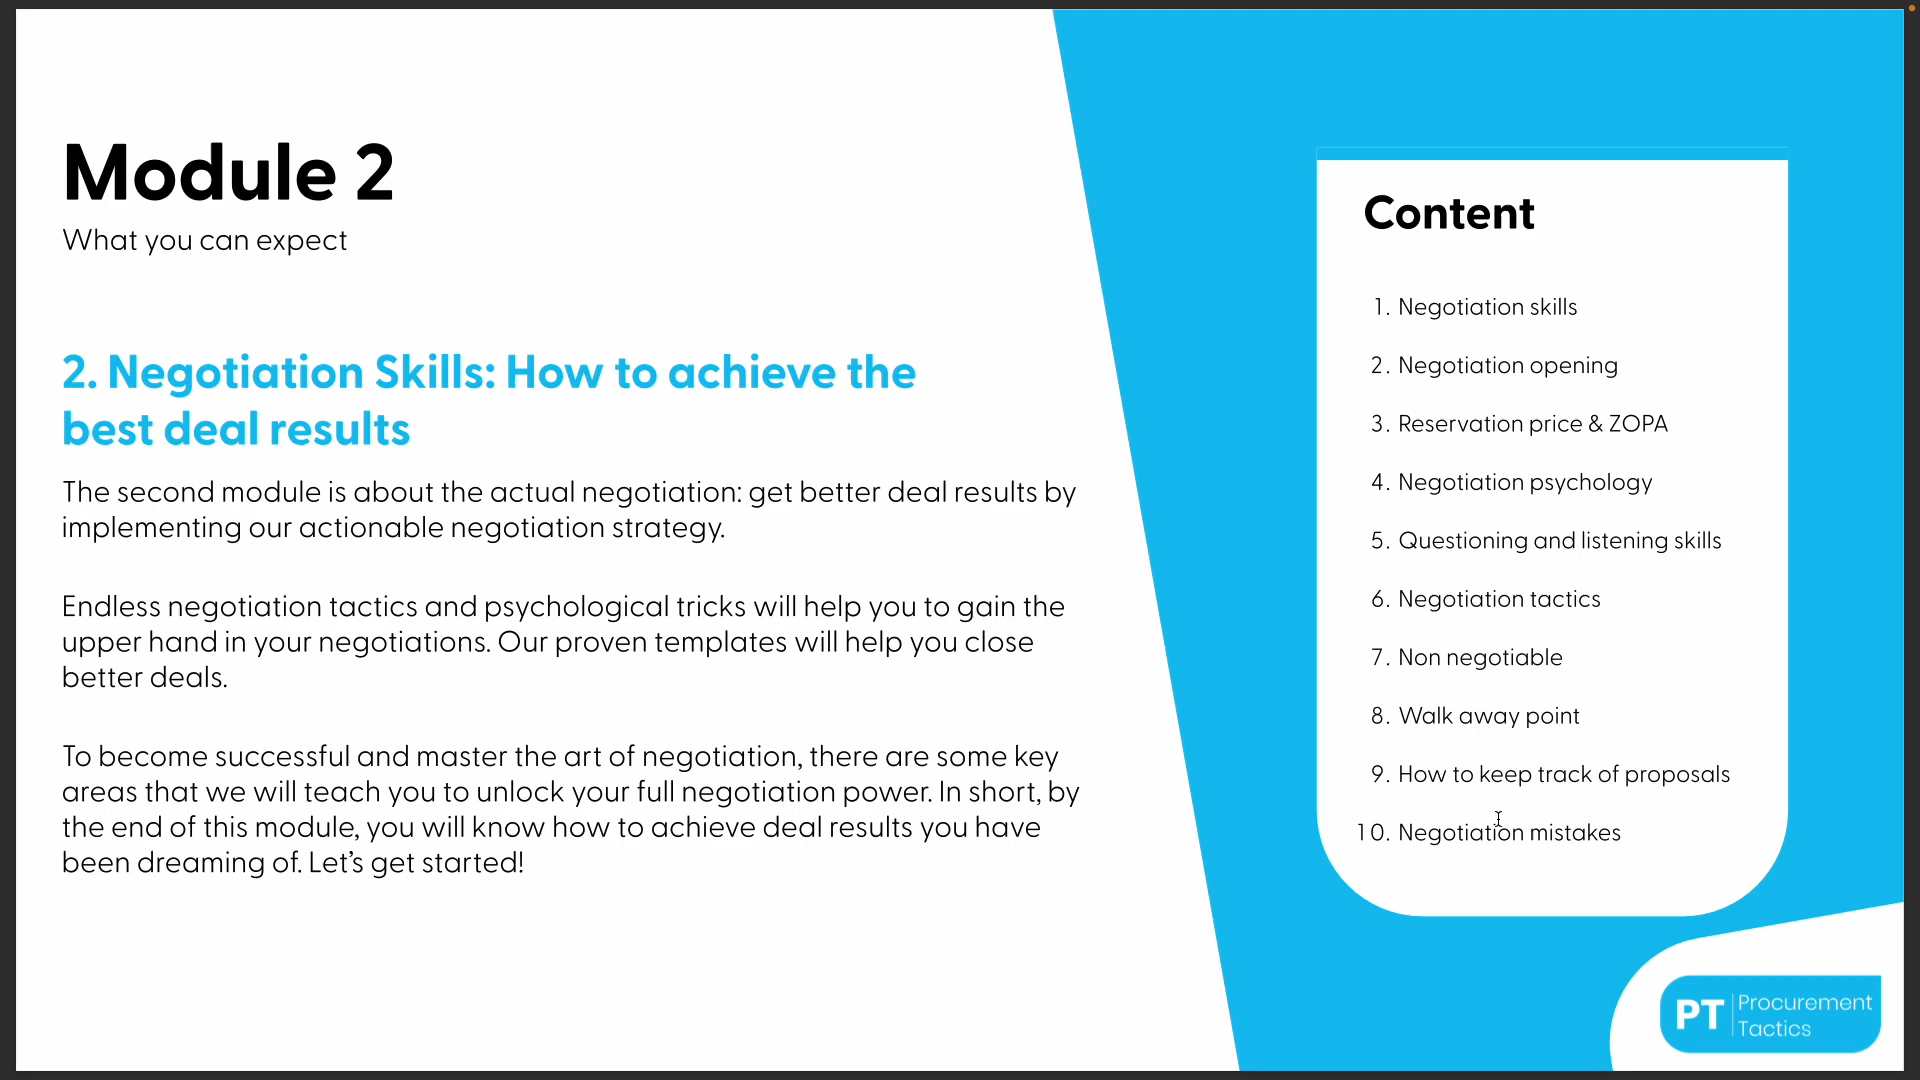 Module 2
What you can expect
2. Negotiation Skills: How to achieve the
best deal results
The second module is about the actual negotiation: get better deal results by
implementing our actionable negotiation strategy.
Endless negotiation tactics and psychological tricks will help you to gain the
upper hand in your negotiations. Our proven templates will help you close
better deals.
To become successful and master the art of negotiation, there are some key
areas that we will teach you to unlock your full negotiation power. In short, by
the end of this module, you will know how to achieve deal results you have
been dreaming of. Let’s get started!
Content
1. Negotiation skills
2. Negotiation opening
3. Reservation price & ZOPA
4. Negotiation psychology
5. Questioning and listening skills
6. Negotiation tactics
7. Non negotiable
8. Walk away point
9. How to keep track of proposals
10. Negotiation mistakes
PT Procurement
Tactics